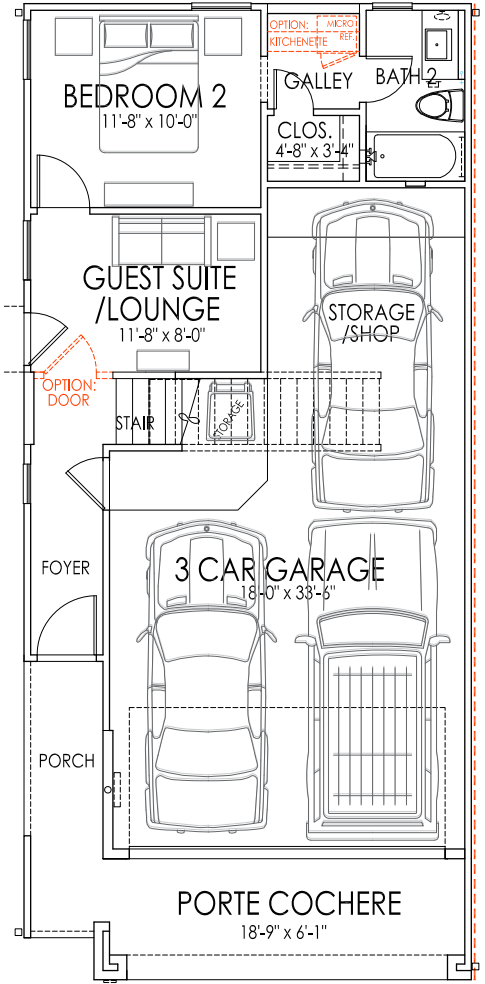 OPTION:
MICRO
KITCHENETTE
REF.
GALLEY
BATH 2
BEDROOM 2
11'-8" x 10'-0"
CLOS.
4'-8" x 3'-4"
GUEST SUITE
/LOUNGE
11'-8" x 8'-0"
STORAGE
/SHOP
OPTION:
DOOR
STAIR
STORAGE
FOYER
3 CAR GARAGE
18'-0" x 33'-6"
PORCH
PORTE COCHERE
18'-9" x 6'-1"